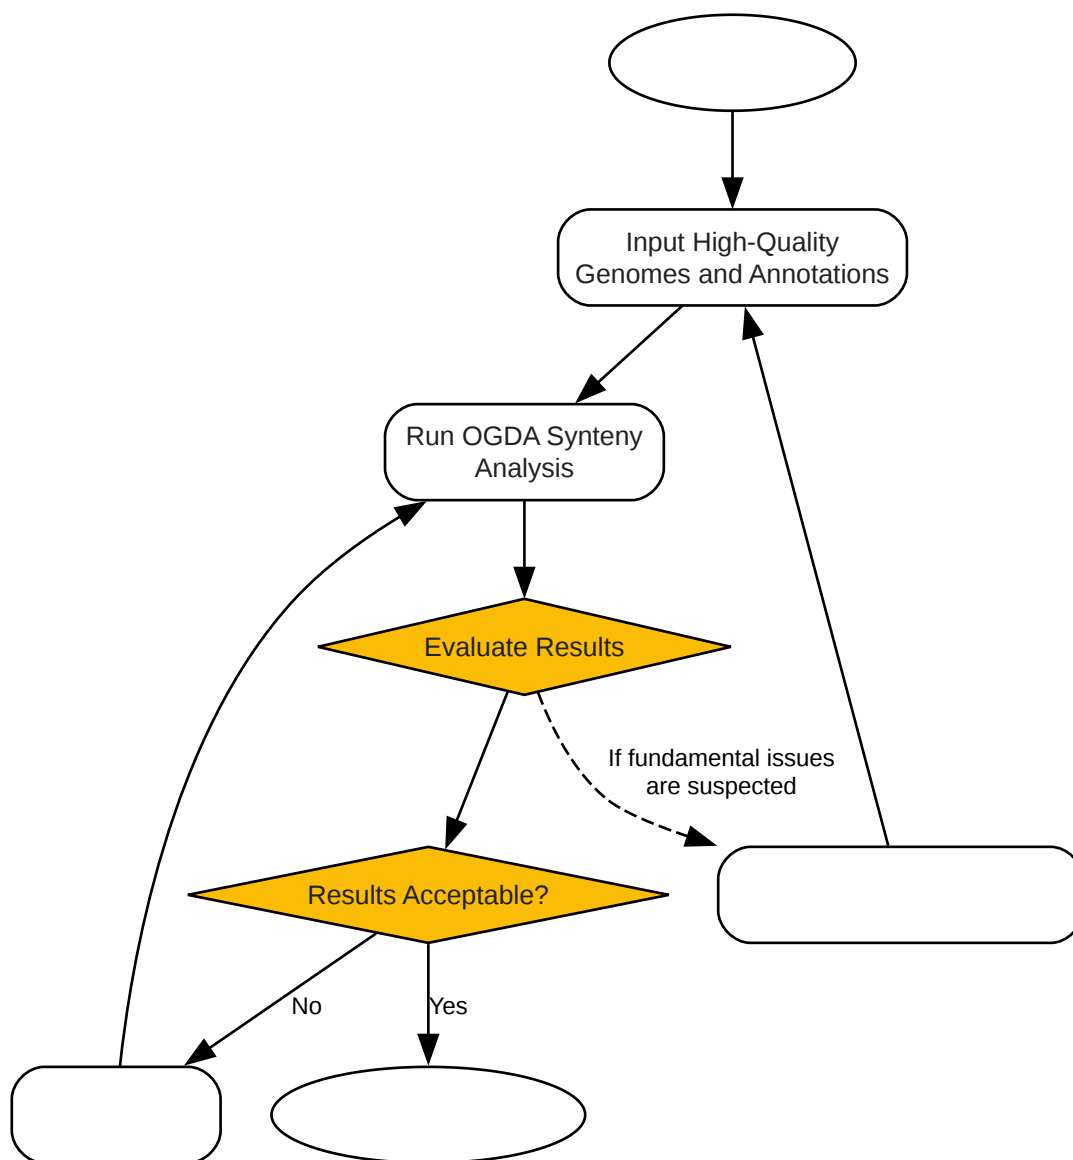 Input High-Quality
Genomes and Annotations
Run OGDA Synteny
Analysis
Evaluate Results
If fundamental issues
are suspected
Results Acceptable?
No
Yes